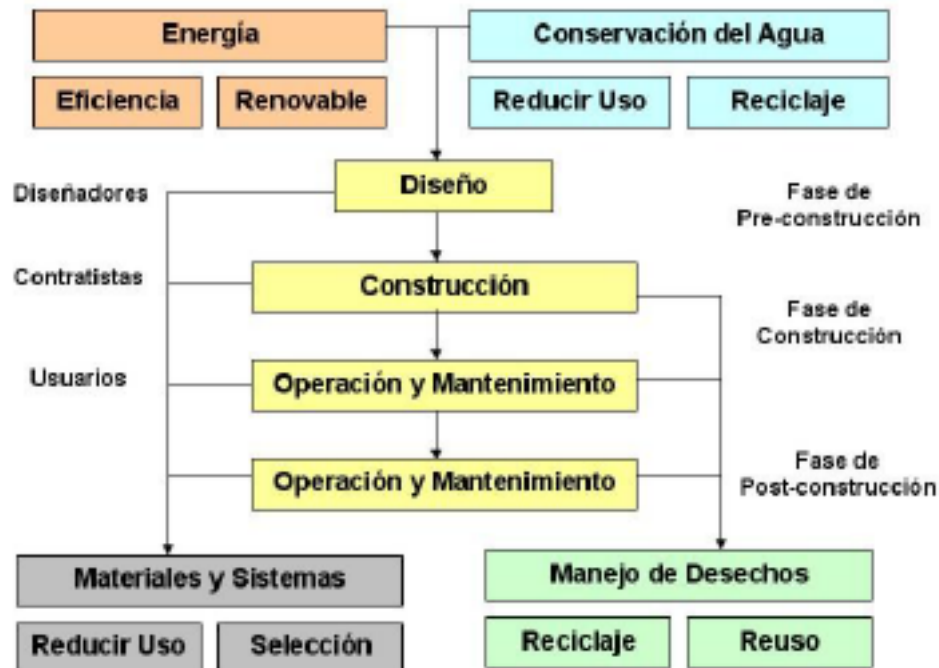 Energía
Conservación del Agua
Eficiencia
Renovable
Reducir Uso
Reciclaje
Diseñadores
Diseño
Fase de
Pre-construcción
Contratistas
Construcción
Fase de
Construcción
Usuarios
Operación y Mantenimiento
Operación y Mantenimiento
Fase de
Post-construcción
Materiales y Sistemas
Manejo de Desechos
Reducir Uso
Selección
Reciclaje
Reuso